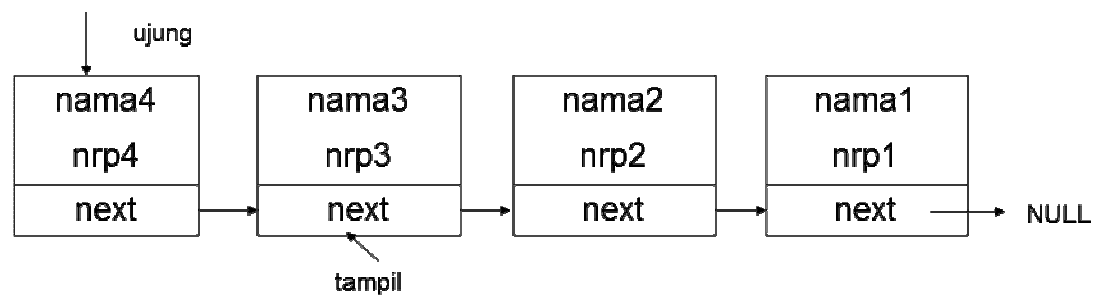 ujung
nama4 nama3 nama2 nama1
nrp4 nrp3 nrp2 nrp1
next next next next NULL
tampil